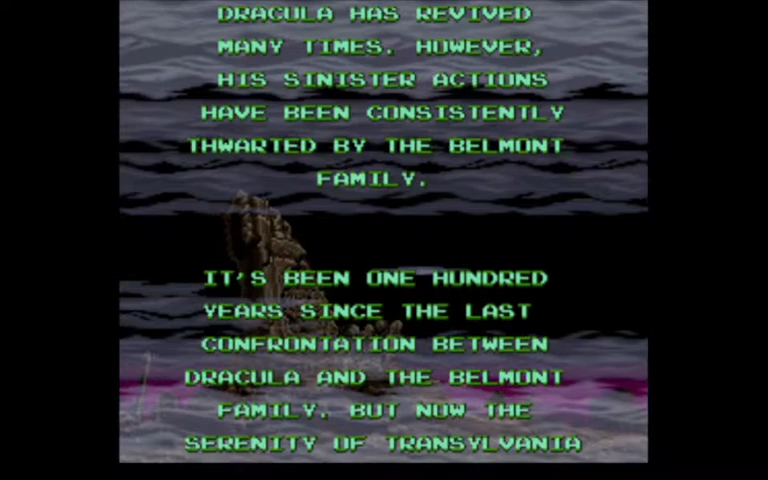 DRACULA HAS REVIVED
MANY TIMES. HOWEVER,
HIS SINISTER ACTIONS
HAVE BEEN CONSISTENTLY
THWARTED BY THE BELMONT
FAMILY.
IT'S BEEN ONE HUNDRED
YEARS SINCE THE LAST
CONFRONTATION BETWEEN
DRACULA AND THE BELMONT
FAMILY. BUT NOW THE
SERENITY OF TRANSYLVANIA